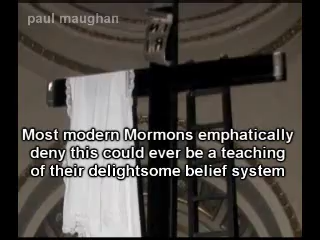 paul maughan
Most modern Mormons emphatically
deny this could ever be a teaching
of their delightsome belief system